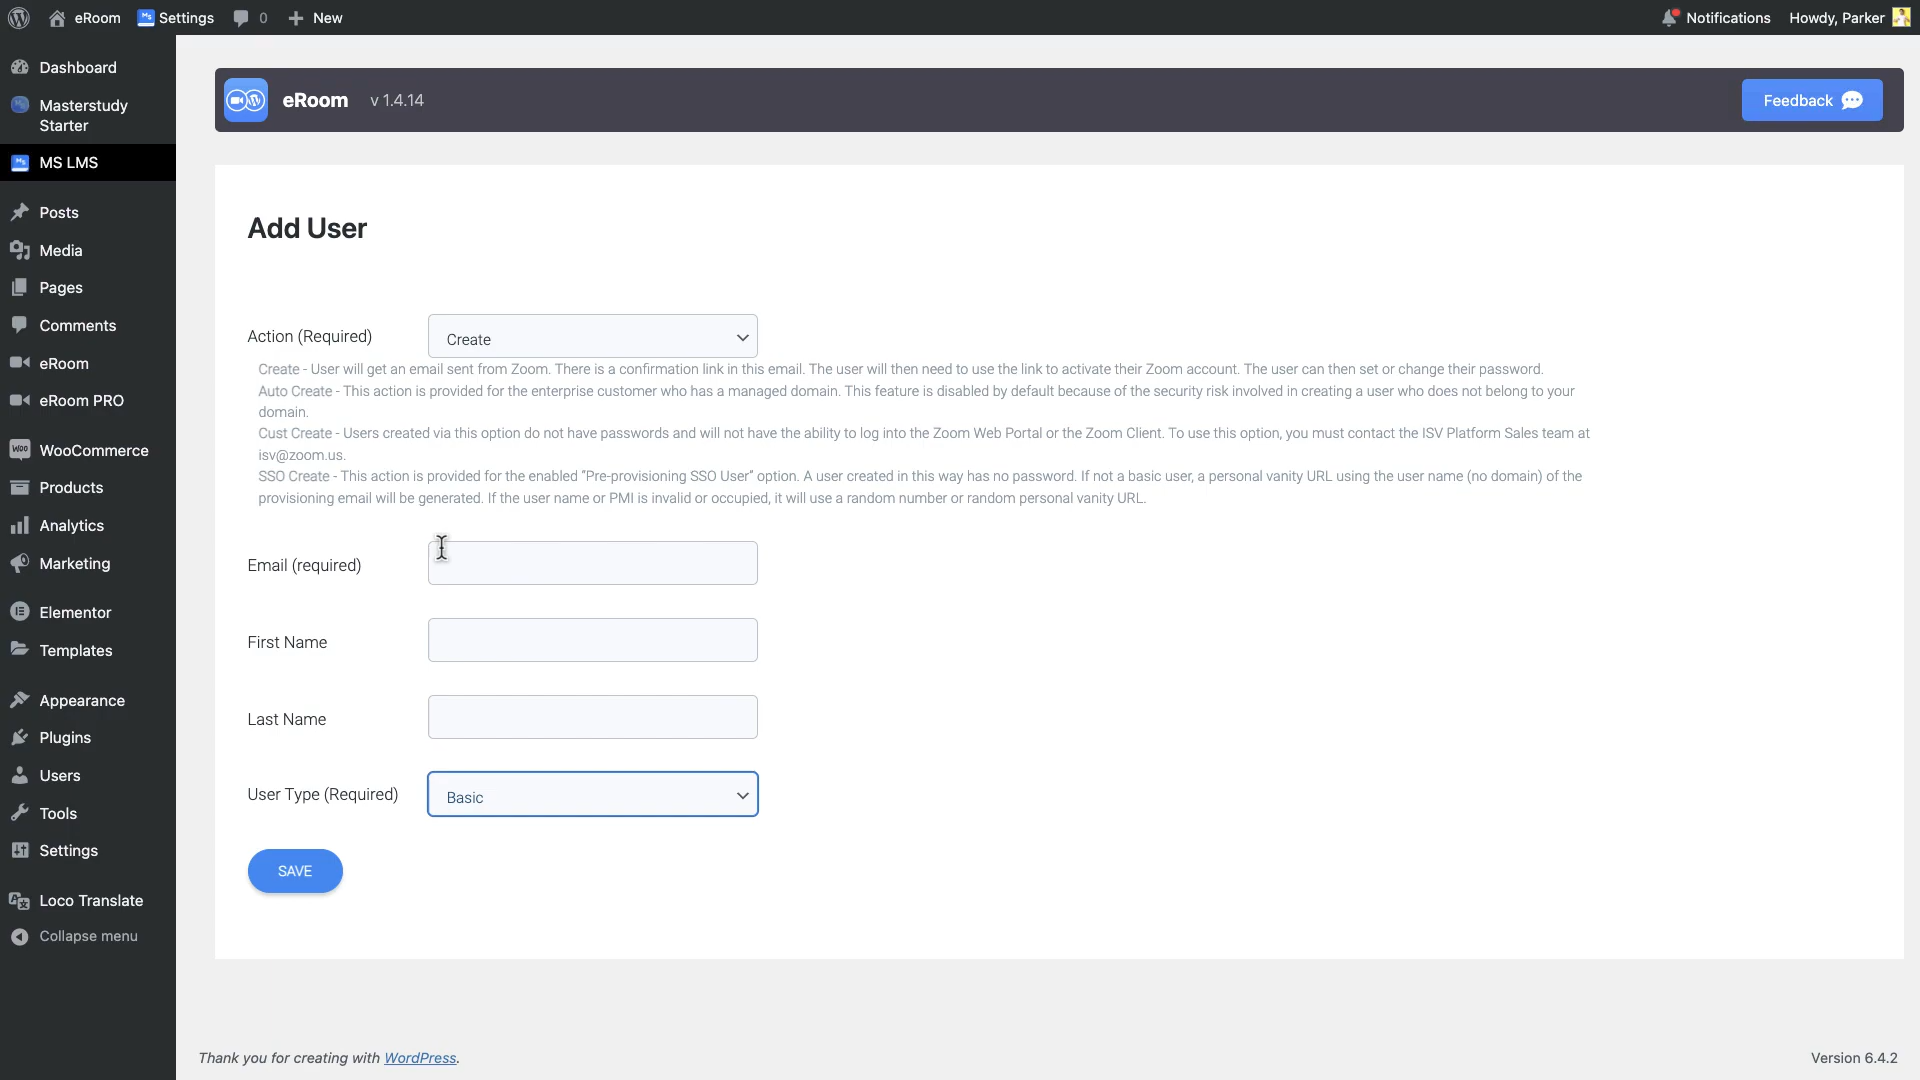 eRoom
Settings
0
New
Notifications
Howdy, Parker
Dashboard
Masterstudy
Starter
MS LMS
Posts
Media
Pages
Comments
eRoom
eRoom PRO
WooCommerce
Products
Analytics
Marketing
Elementor
Templates
Appearance
Plugins
Users
Tools
Settings
Loco Translate
Collapse menu
eRoom v 1.4.14
Feedback
Add User
Action (Required)
Create
Create - User will get an email sent from Zoom. There is a confirmation link in this email. The user will then need to use the link to activate their Zoom account. The user can then set or change their password.
Auto Create - This action is provided for the enterprise customer who has a managed domain. This feature is disabled by default because of the security risk involved in creating a user who does not belong to your
domain.
Cust Create - Users created via this option do not have passwords and will not have the ability to log into the Zoom Web Portal or the Zoom Client. To use this option, you must contact the ISV Platform Sales team at
isv@zoom.us.
SSO Create - This action is provided for the enabled "Pre-provisioning SSO User" option. A user created in this way has no password. If not a basic user, a personal vanity URL using the user name (no domain) of the
provisioning email will be generated. If the user name or PMI is invalid or occupied, it will use a random number or random personal vanity URL.
Email (required)
First Name
Last Name
User Type (Required)
Basic
SAVE
Thank you for creating with WordPress.
Version 6.4.2